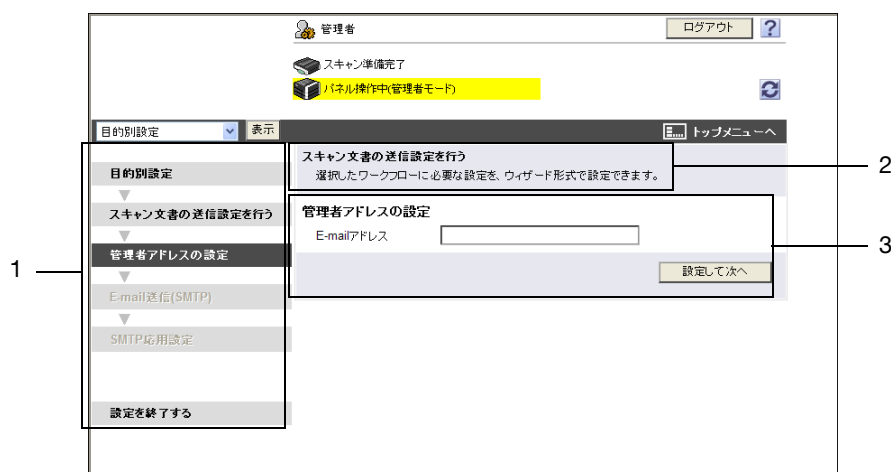 管理者
ログアウト
?
スキャン準備完了
パネル操作中(管理者モード)
目的別設定
表示
トップメニューへ
目的別設定
スキャン文書の送信設定を行う
管理者アドレスの設定
E-mail送信(SMTP)
SMTP応用設定
設定を終了する
スキャン文書の送信設定を行う
選択したワークフローに必要な設定を、ウィザード形式で設定できます。
管理者アドレスの設定
E-mailアドレス
設定して次へ
1
2
3